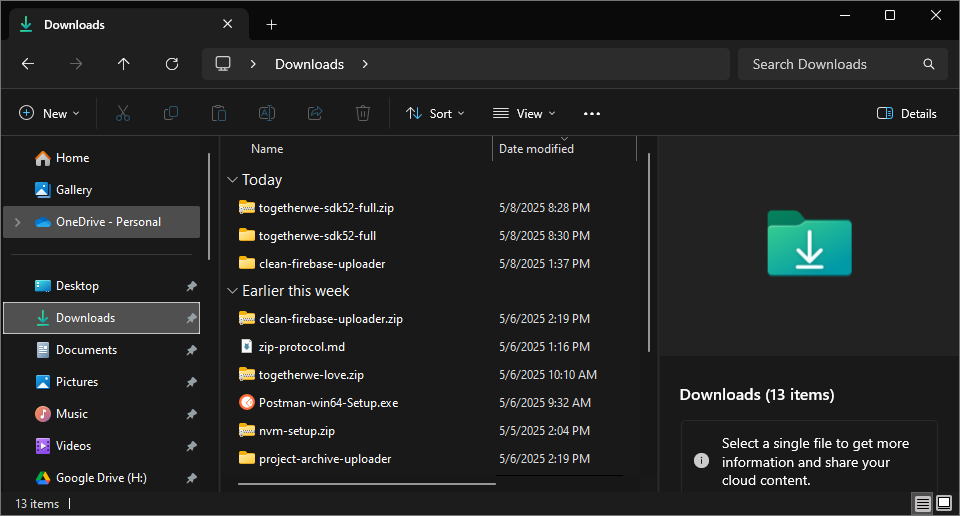 Downloads
Downloads
Search Downloads
New
Sort
View
Details
Home
Gallery
OneDrive - Personal
Desktop
Downloads
Documents
Pictures
Music
Videos
Google Drive (H:)
Name Date modified
Today
togetherwe-sdk52-full.zip 5/8/2025 8:28 PM
togetherwe-sdk52-full 5/8/2025 8:30 PM
clean-firebase-uploader 5/8/2025 1:37 PM
Earlier this week
clean-firebase-uploader.zip 5/6/2025 2:19 PM
zip-protocol.md 5/6/2025 1:16 PM
togetherwe-love.zip 5/6/2025 10:10 AM
Postman-win64-Setup.exe 5/6/2025 9:32 AM
nvm-setup.zip 5/5/2025 2:04 PM
project-archive-uploader 5/6/2025 2:19 PM
Downloads (13 items)
Select a single file to get more
information and share your
cloud content.
13 items